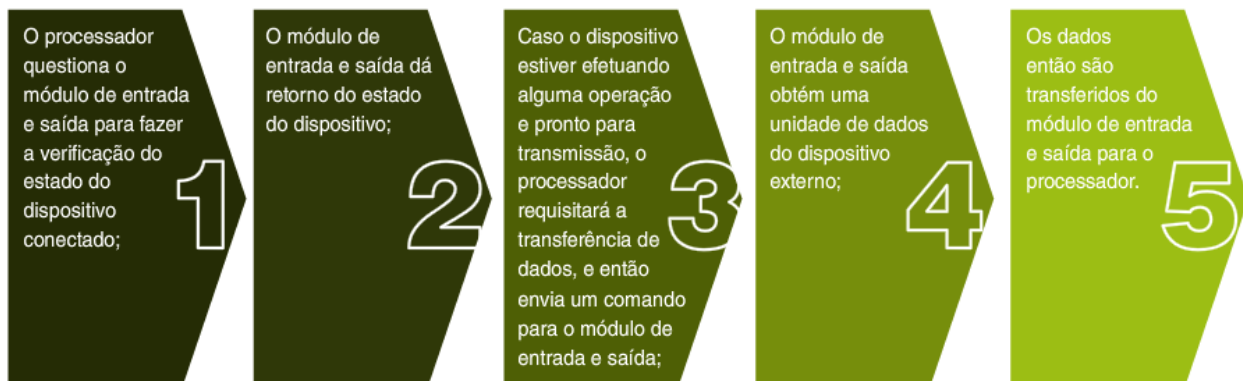 O processador
questiona o
módulo de entrada
e saída para fazer
a verificação do
estado do
dispositivo
conectado;
1
O módulo de
entrada e saída dá
retorno do estado
do dispositivo;
2
Caso o dispositivo
estiver efetuando
alguma operação
e pronto para
transmissão, o
processador
requisitará a
transferência de
dados, e então
envia um comando
para o módulo de
entrada e saída;
3
O módulo de
entrada e saída
obtém uma
unidade de dados
do dispositivo
externo;
4
Os dados
então são
transferidos do
módulo de entrada
e saída para o
processador.
5